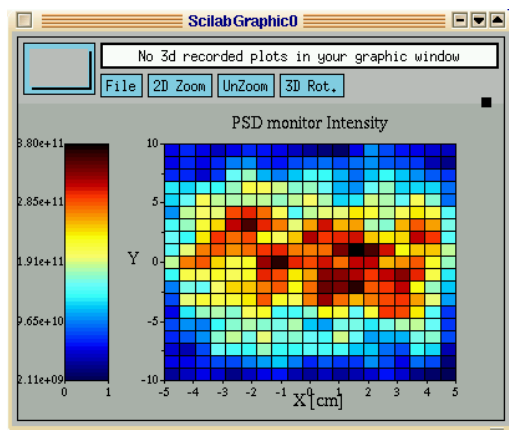 ScilabGraphic0
No 3d recorded plots in your graphic window
File 2D Zoom UnZoom 3D Rot.
PSD monitor Intensity
3.80e+11
2.85e+11
1.91e+11
9.65e+10
2.11e+09
0 1
10
5
0
-5
-10
Y
-5 -4 -3 -2 -1 0 1 2 3 4 5
X [cm]